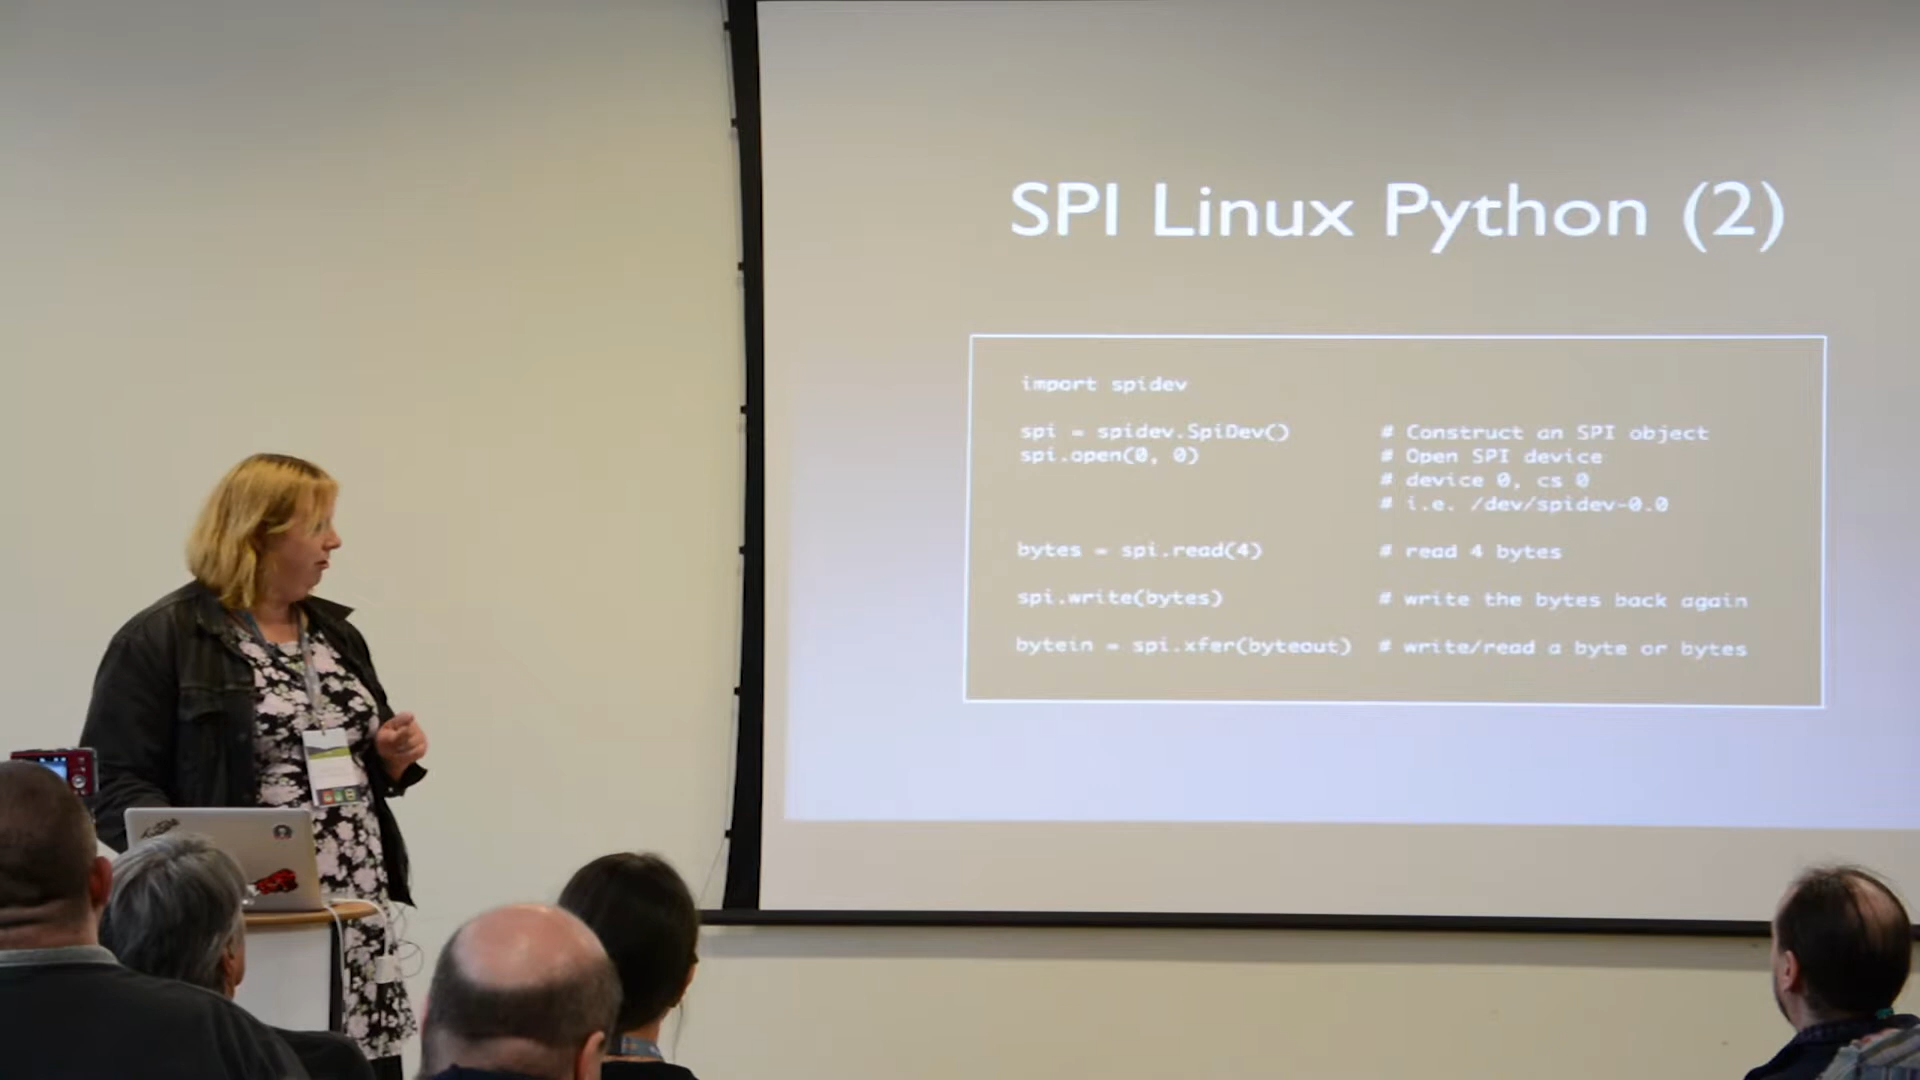 SPI Linux Python (2)
import spidev
spi = spidev.SpiDev() # Construct an SPI object
spi.open(0, 0) # Open SPI device
# device 0, cs 0
# i.e. /dev/spidev-0.0
bytes = spi.read(4) # read 4 bytes
spi.write(bytes) # write the bytes back again
bytein = spi.xfer(byteout) # write/read a byte or bytes